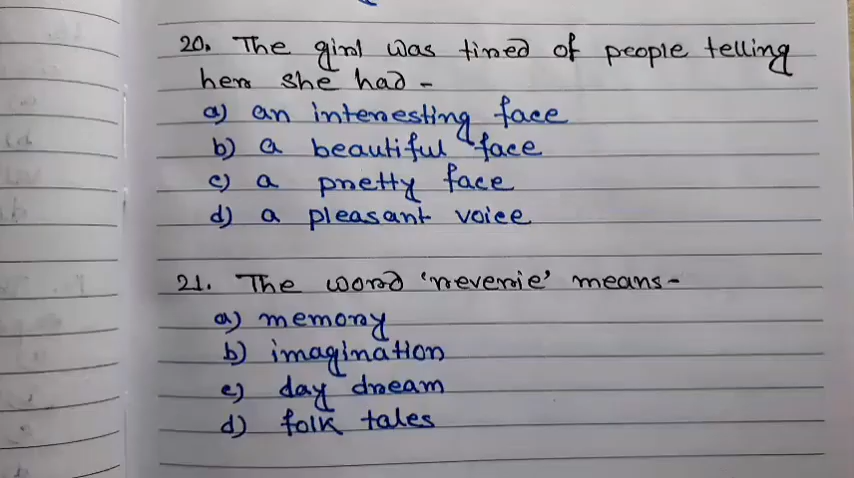 20. The girl was tired of people telling
her she had -
a) an interesting face
b) a beautiful face
c) a pretty face
d) a pleasant voice
21. The word 'reverie' means-
a) memory
b) imagination
c) day dream
d) folk tales